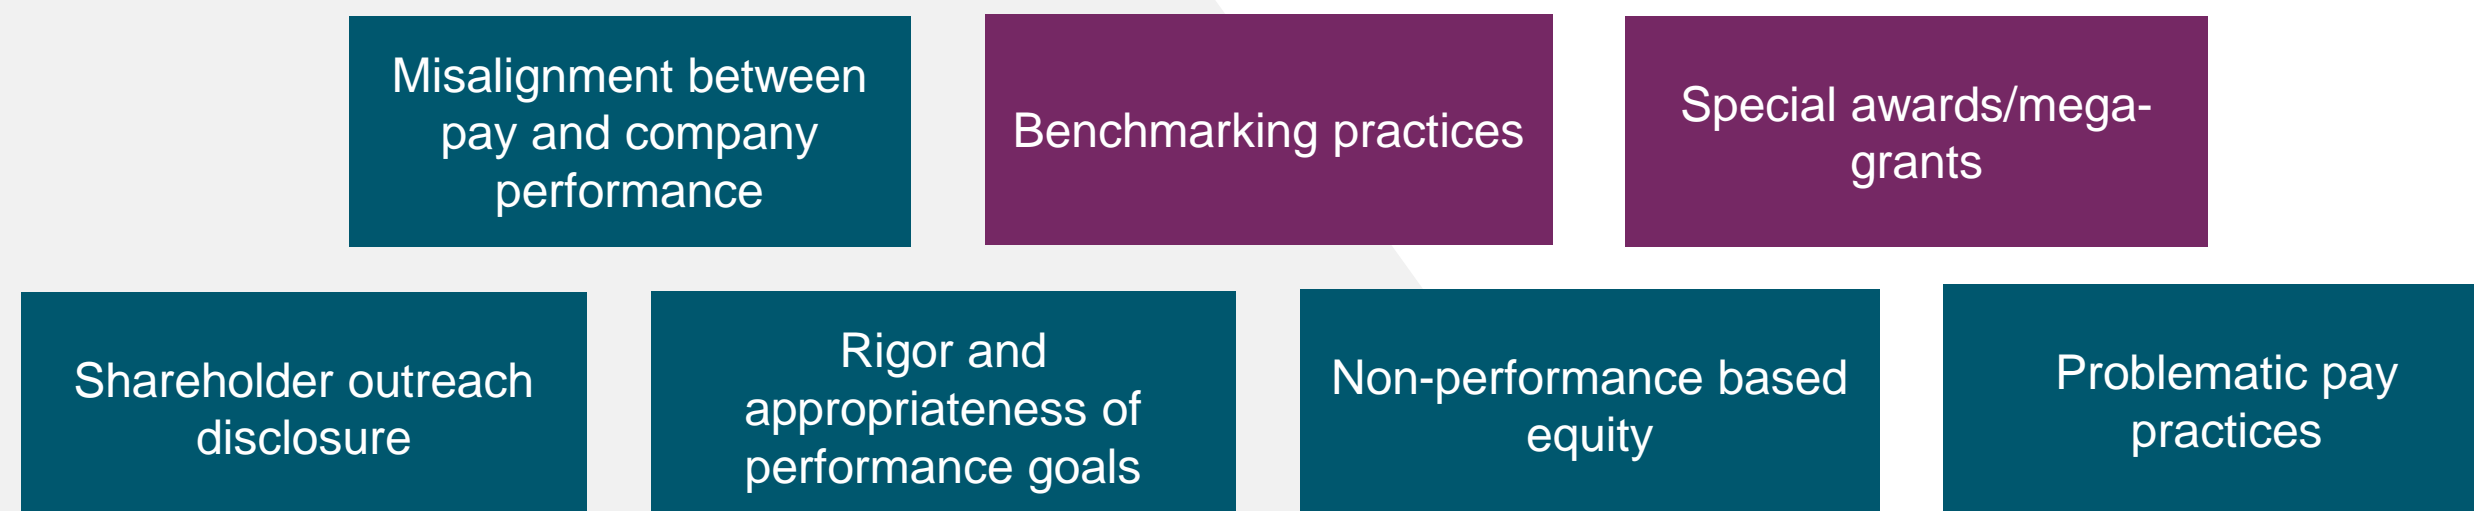 Misalignment between
pay and company
performance
Benchmarking practices
Special awards/mega-
grants
Shareholder outreach
disclosure
Rigor and
appropriateness of
performance goals
Non-performance based
equity
Problematic pay
practices